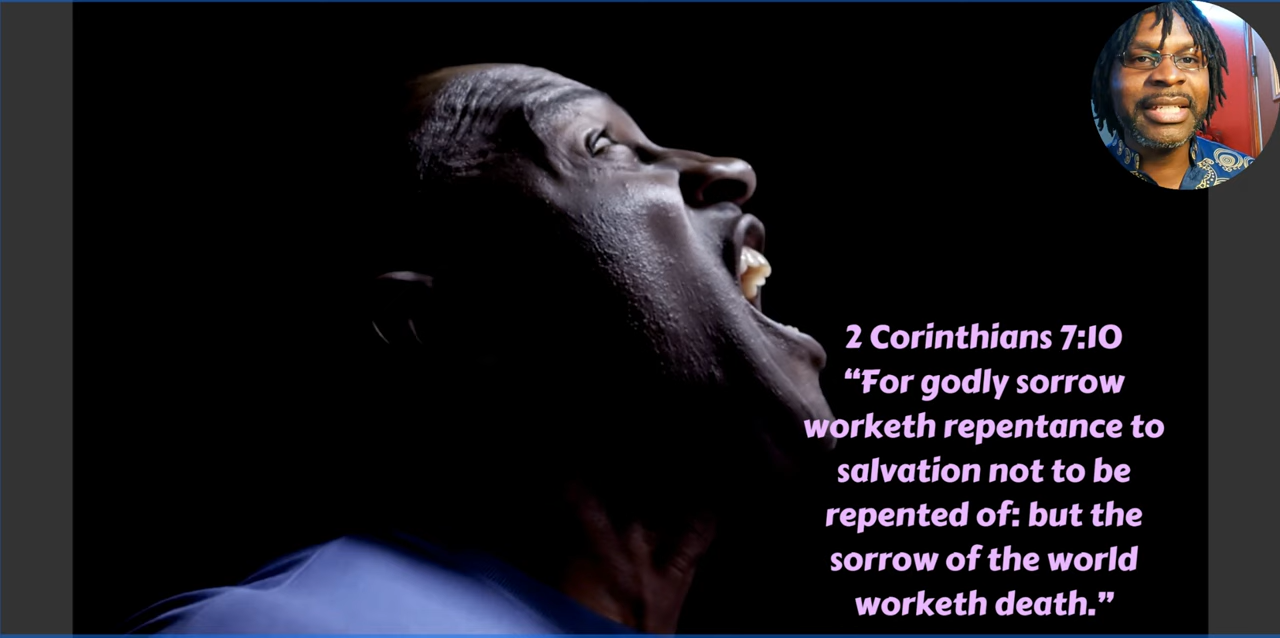 2 Corinthians 7:10
“For godly sorrow
worketh repentance to
salvation not to be
repented of: but the
sorrow of the world
worketh death.”